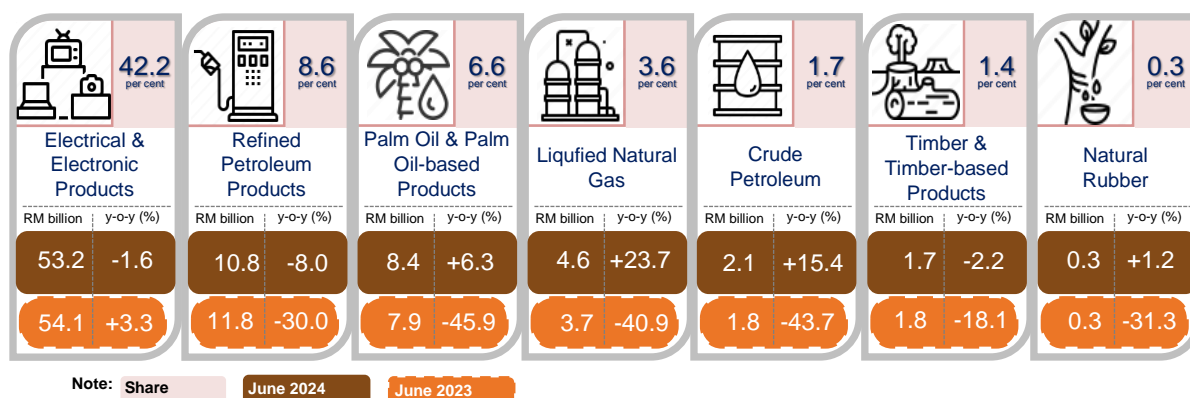 42.2
per cent
Electrical &
Electronic
Products
RM billion y-o-y (%)
53.2 -1.6
54.1 +3.3
8.6
per cent
Refined
Petroleum
Products
RM billion y-o-y (%)
10.8 -8.0
11.8 -30.0
6.6
per cent
Palm Oil & Palm
Oil-based
Products
RM billion y-o-y (%)
8.4 +6.3
7.9 -45.9
3.6
per cent
Liqufied Natural
Gas
RM billion y-o-y (%)
4.6 +23.7
3.7 -40.9
1.7
per cent
Crude
Petroleum
RM billion y-o-y (%)
2.1 +15.4
1.8 -43.7
1.4
per cent
Timber &
Timber-based
Products
RM billion y-o-y (%)
1.7 -2.2
1.8 -18.1
0.3
per cent
Natural
Rubber
RM billion y-o-y (%)
0.3 +1.2
0.3 -31.3
Note: Share June 2024 June 2023